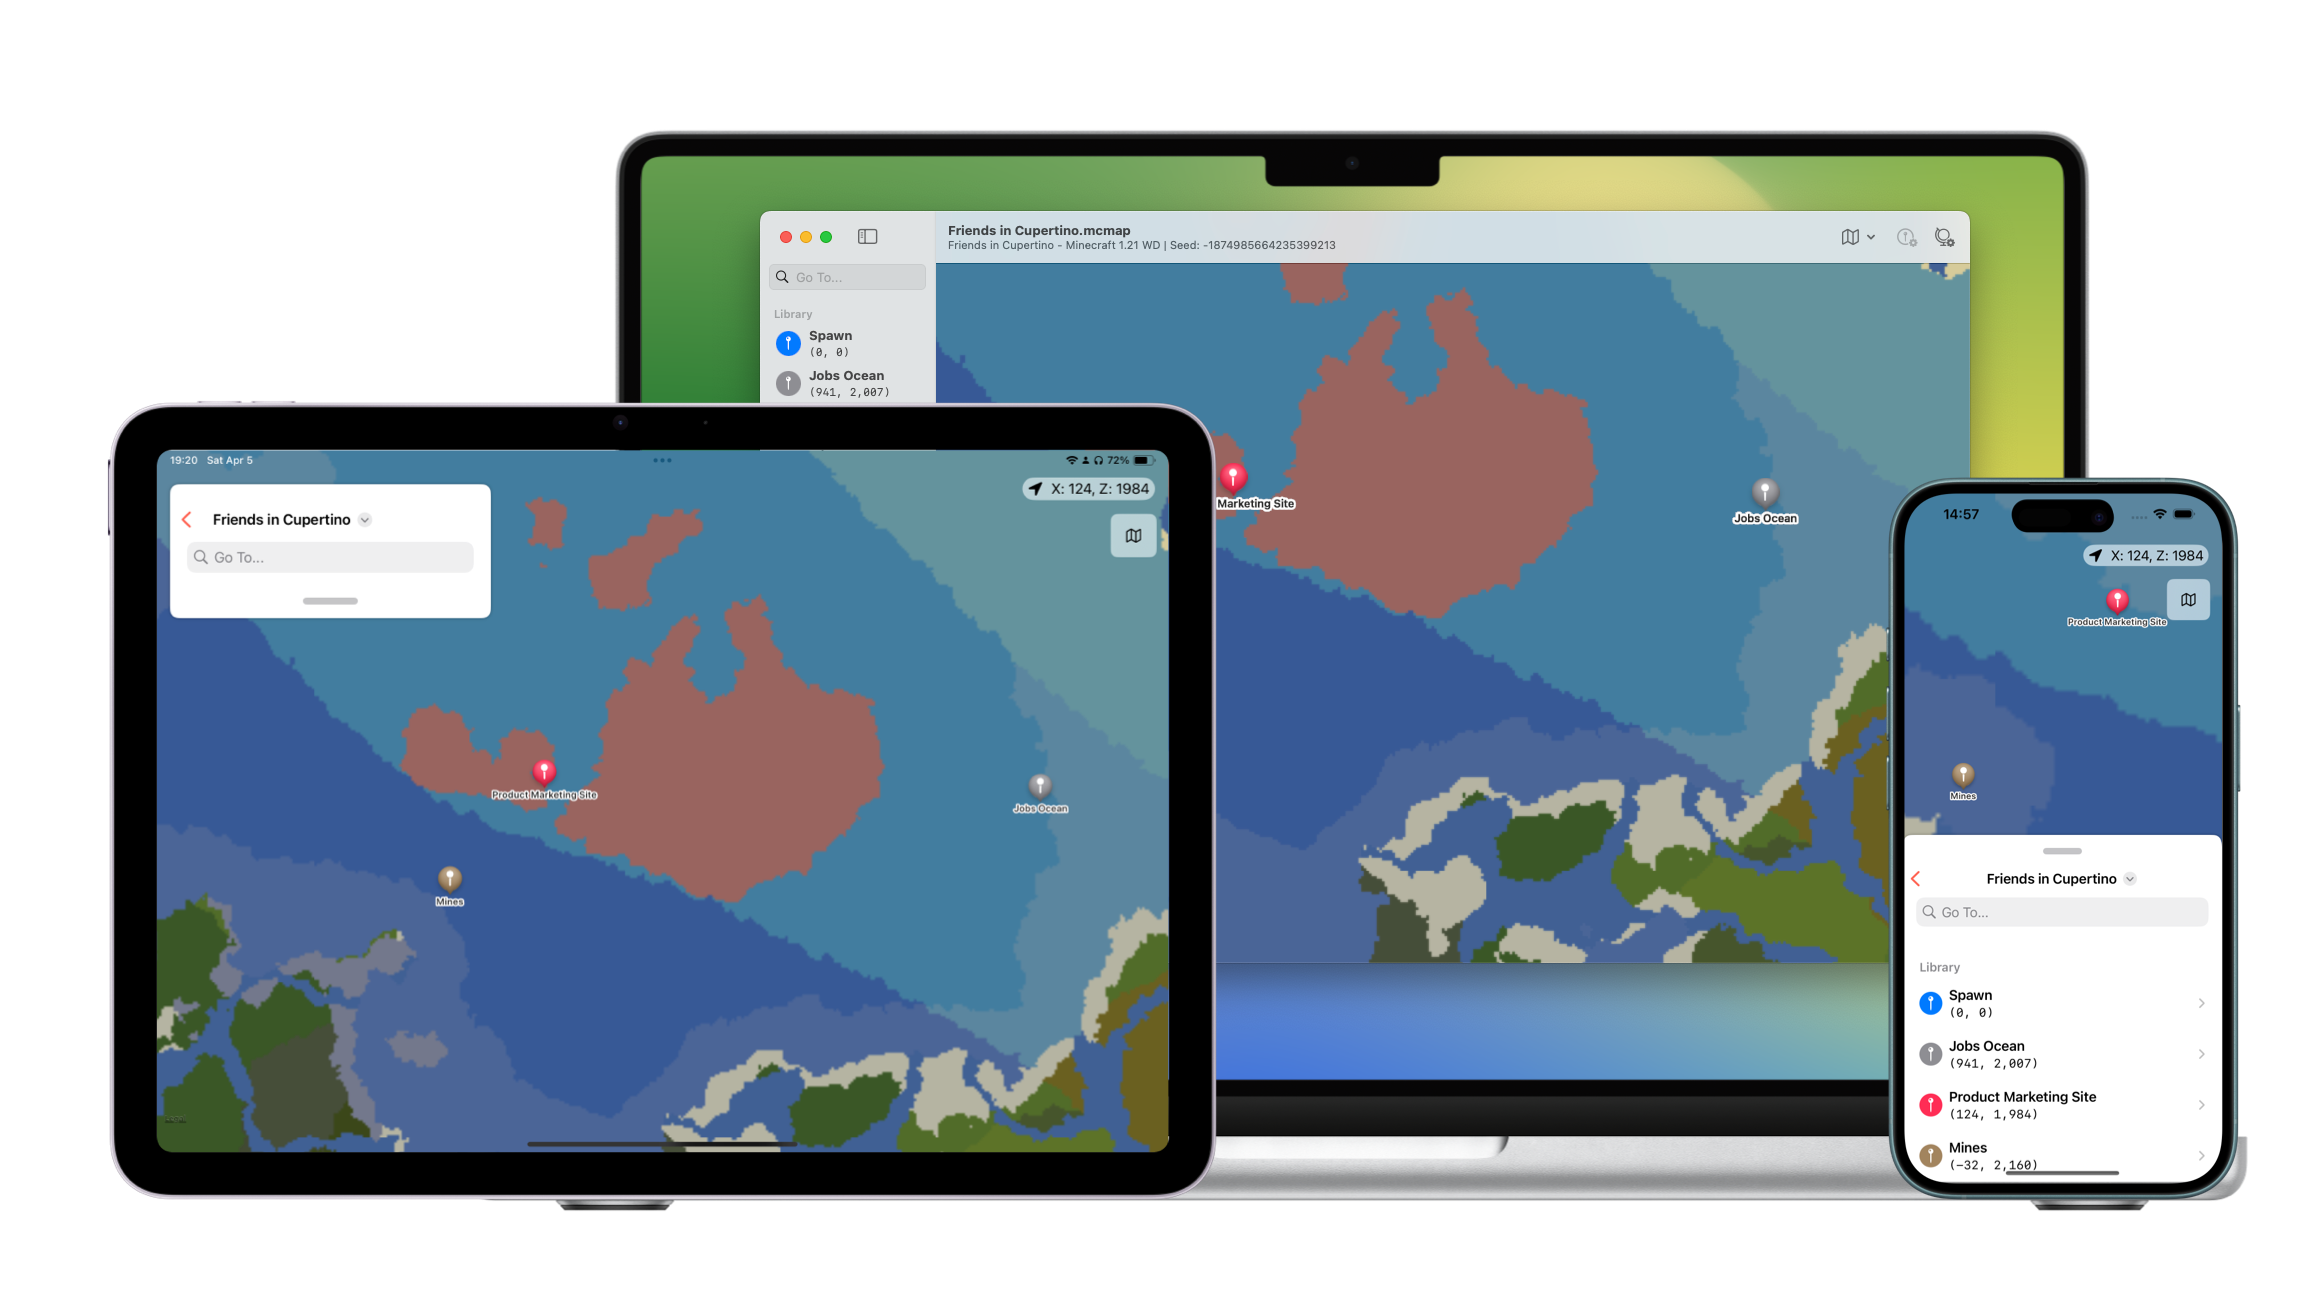 Friends in Cupertino.mcmap
Friends in Cupertino - Minecraft 1.21 WD | Seed: -1874985664235399213
Go To...
Library
Spawn
(0, 0)
Jobs Ocean
(941, 2,007)
Marketing Site
Jobs Ocean
19:20 Sat Apr 5
72%
X: 124, Z: 1984
Friends in Cupertino
Go To...
Product Marketing Site
Jobs Ocean
Mines
14:57
X: 124, Z: 1984
Product Marketing Site
Mines
Friends in Cupertino
Go To...
Library
Spawn
(0, 0)
Jobs Ocean
(941, 2,007)
Product Marketing Site
(124, 1,984)
Mines
(-32, 2,160)